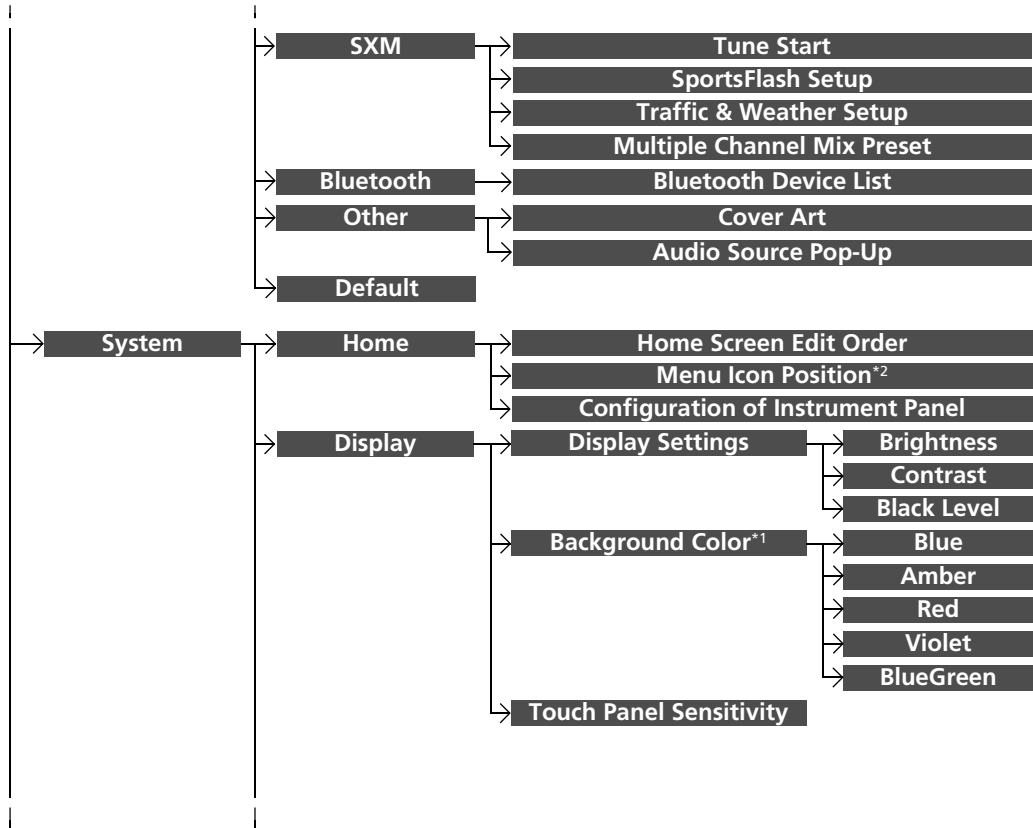 SXM
Tune Start
SportsFlash Setup
Traffic & Weather Setup
Multiple Channel Mix Preset
Bluetooth
Bluetooth Device List
Other
Cover Art
Audio Source Pop-Up
Default
System
Home
Home Screen Edit Order
Menu Icon Position*2
Configuration of Instrument Panel
Display
Display Settings
Brightness
Contrast
Black Level
Background Color*1
Blue
Amber
Red
Violet
BlueGreen
Touch Panel Sensitivity